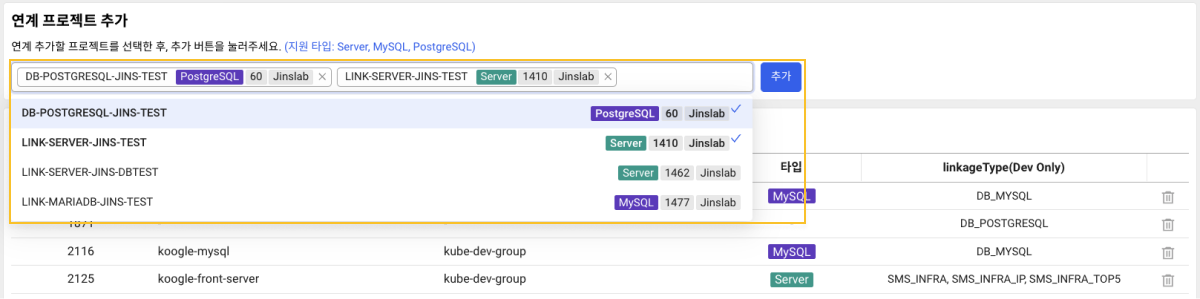 연계 프로젝트 추가
연계 추가할 프로젝트를 선택한 후, 추가 버튼을 눌러주세요. (지원 타입: Server, MySQL, PostgreSQL)
DB-POSTGRESQL-JINS-TEST PostgreSQL 60 Jinslab × LINK-SERVER-JINS-TEST Server 1410 Jinslab × 추가
DB-POSTGRESQL-JINS-TEST PostgreSQL 60 Jinslab
LINK-SERVER-JINS-TEST Server 1410 Jinslab
LINK-SERVER-JINS-DBTEST Server 1462 Jinslab
LINK-MARIADB-JINS-TEST MySQL 1477 Jinslab
타입 linkageType(Dev Only)
MySQL DB_MYSQL
DB_POSTGRESQL
2116 koogle-mysql kube-dev-group MySQL DB_MYSQL
2125 koogle-front-server kube-dev-group Server SMS_INFRA, SMS_INFRA_IP, SMS_INFRA_TOP5